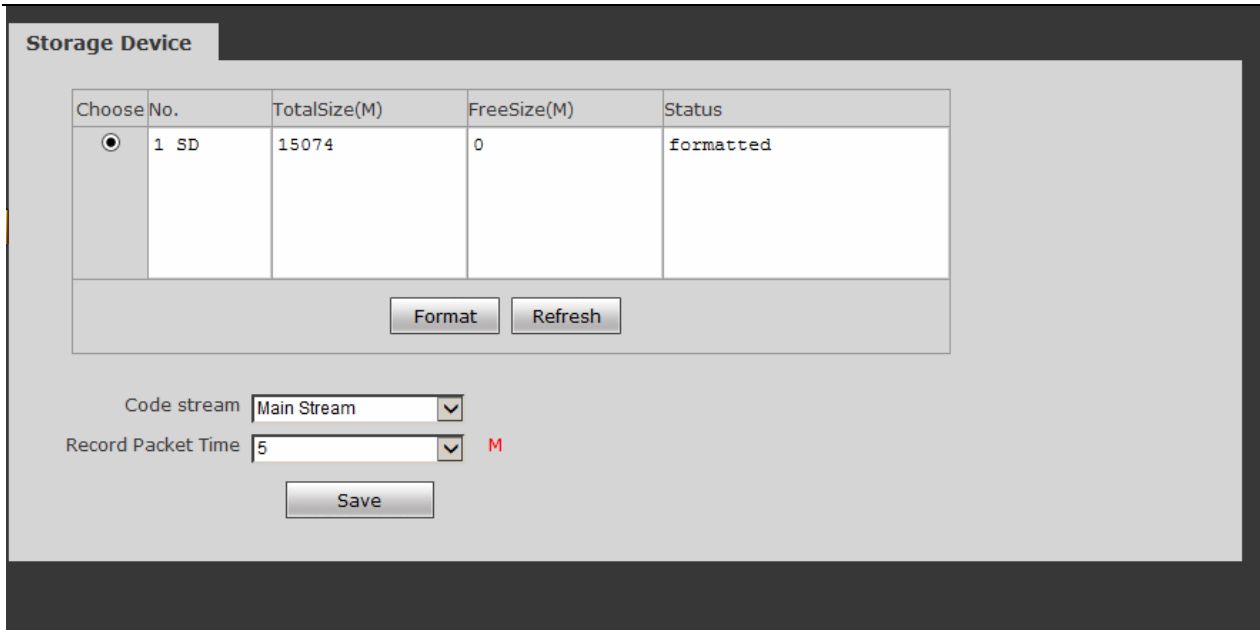 Storage Device
Choose No. TotalSize(M) FreeSize(M) Status
1 SD 15074 0 formatted
Format Refresh
Code stream Main Stream
Record Packet Time 5 M
Save